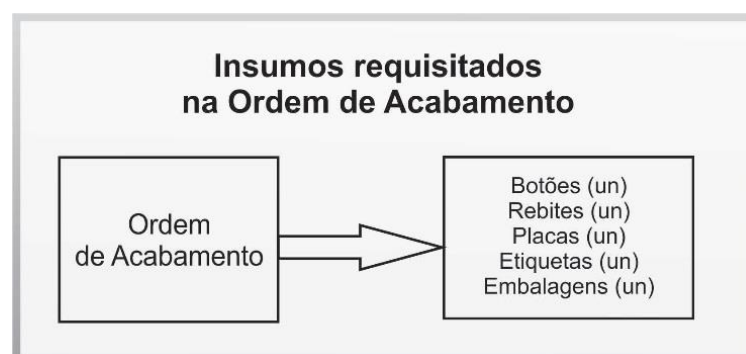 Insumos requisitados
na Ordem de Acabamento
Ordem
de Acabamento
Botões (un)
Rebites (un)
Placas (un)
Etiquetas (un)
Embalagens (un)